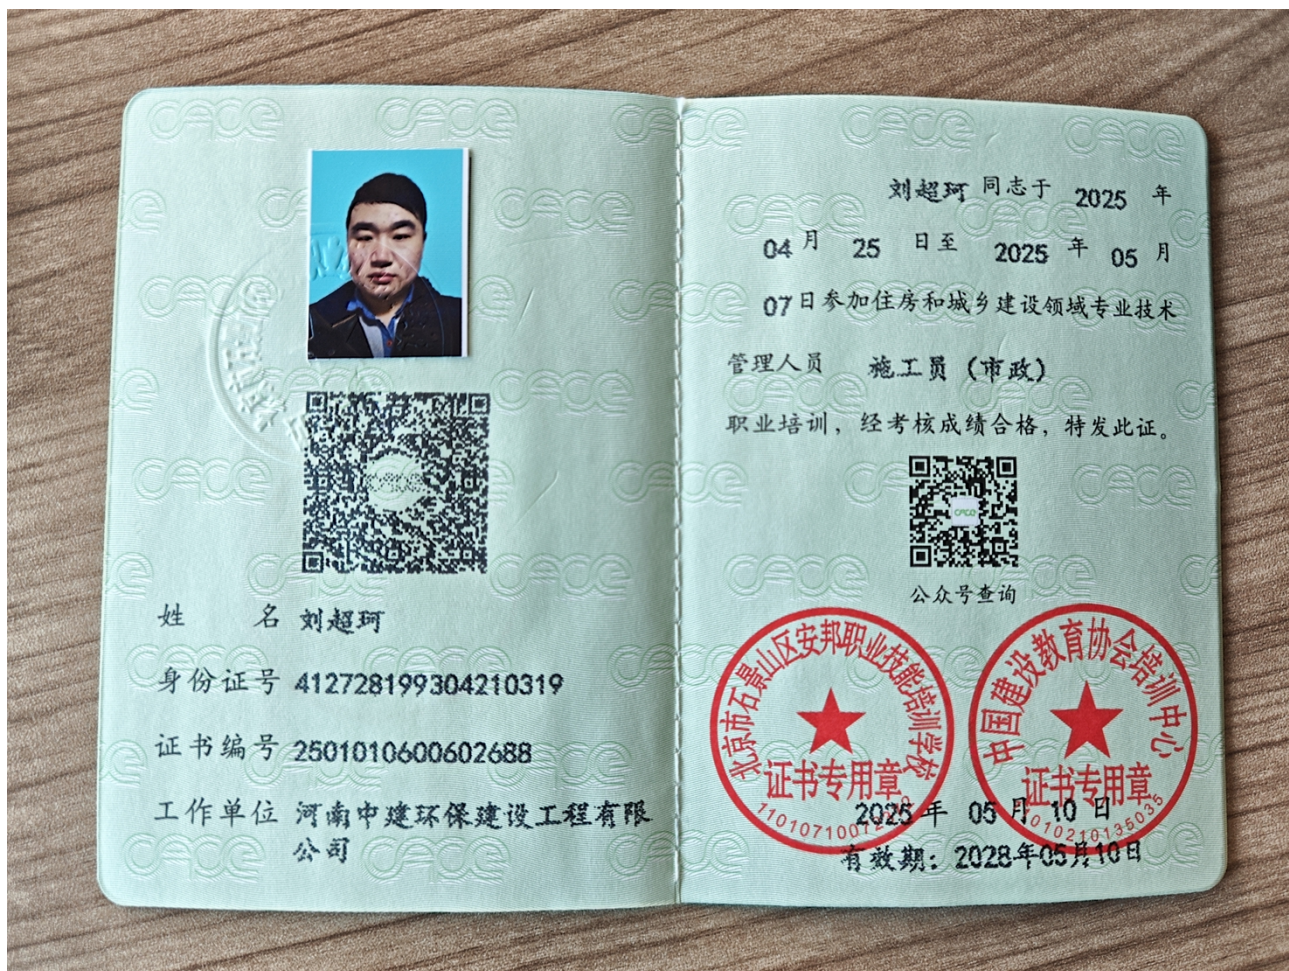 姓 名 刘超珂
身份证号 412728199304210319
证书编号 2501010600602688
工作单位 河南中建环保建设工程有限
公司
刘超珂 同志于 2025 年
04 月 25 日至 2025 年 05 月
07 日参加住房和城乡建设领域专业技术
管理人员 施工员（市政）
职业培训，经考核成绩合格，特发此证。
公众号查询
北京市石景山区安邦职业技能培训学校
证书专用章
中国建设教育协会培训中心
证书专用章
2025 年 05 月 10 日
有效期：2028年05月10日